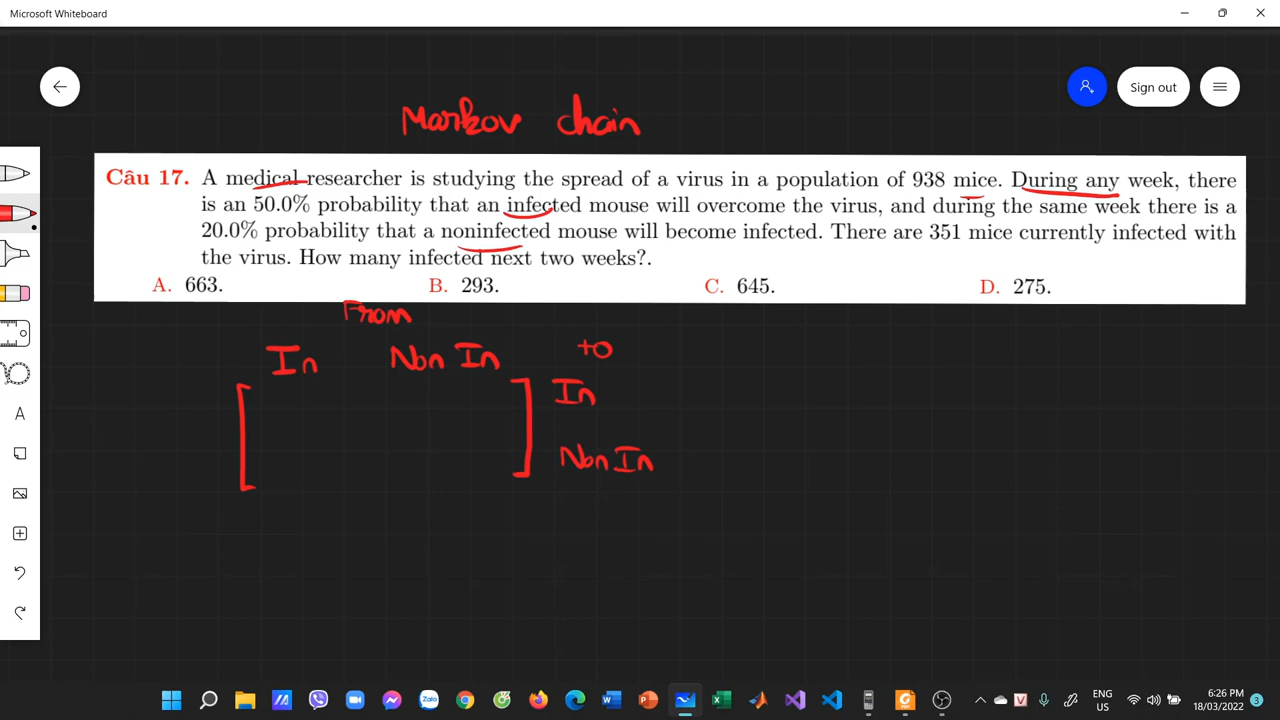 Microsoft Whiteboard
Sign out
Markov chain
Câu 17. A medical researcher is studying the spread of a virus in a population of 938 mice. During any week, there
is an 50.0% probability that an infected mouse will overcome the virus, and during the same week there is a
20.0% probability that a noninfected mouse will become infected. There are 351 mice currently infected with
the virus. How many infected next two weeks?.
A. 663. B. 293. C. 645. D. 275.
From
In Non In to
In
Non In
A
Zalo
ENG
US
6:26 PM
18/03/2022
3